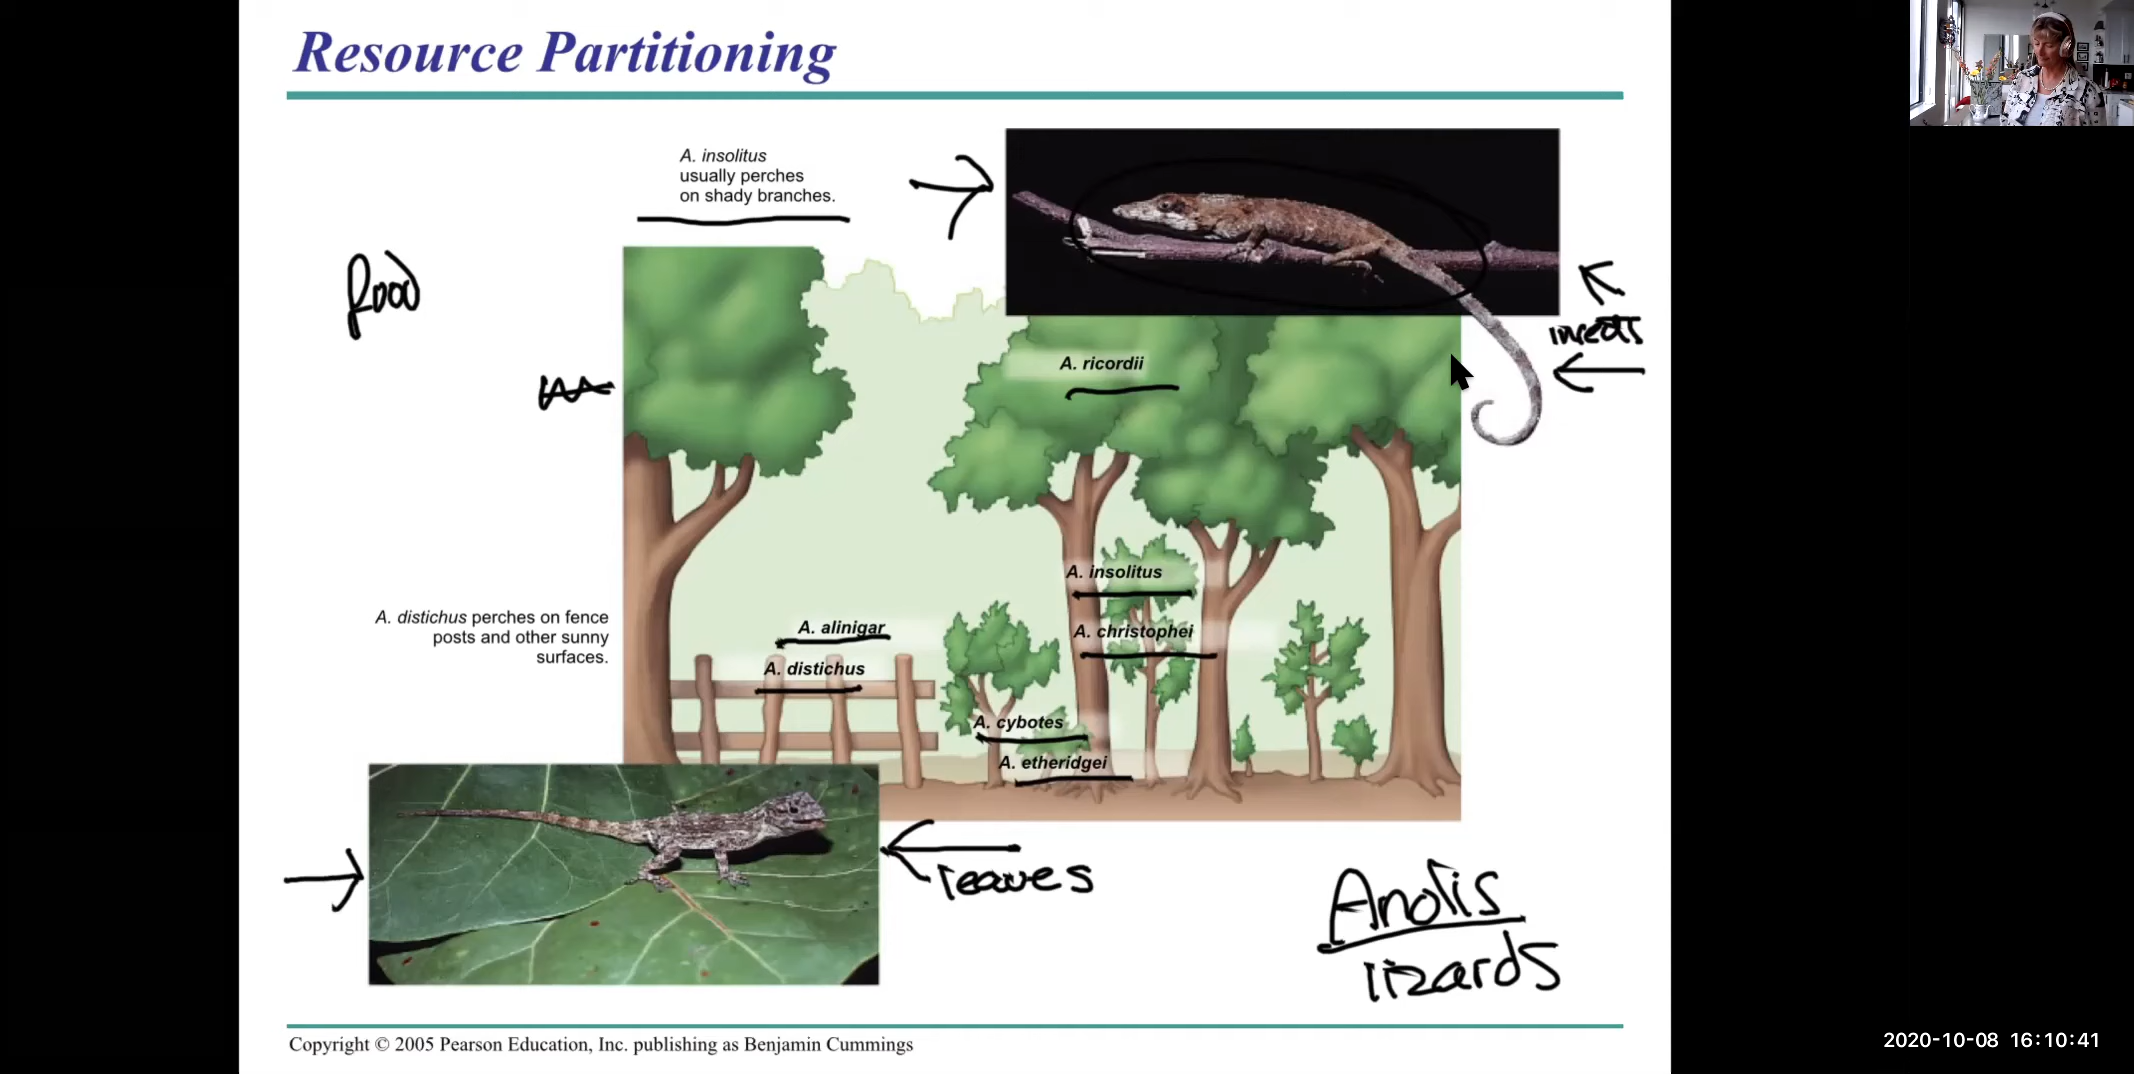 Resource Partitioning
A. insolitus
usually perches
on shady branches.
food
insects
A. ricordii
A. insolitus
A. distichus perches on fence
posts and other sunny
surfaces.
A. alinigar
A. christophei
A. distichus
A. cybotes
A. etheridgei
leaves
Anolis
lizards
Copyright © 2005 Pearson Education, Inc. publishing as Benjamin Cummings
2020-10-08 16:10:41